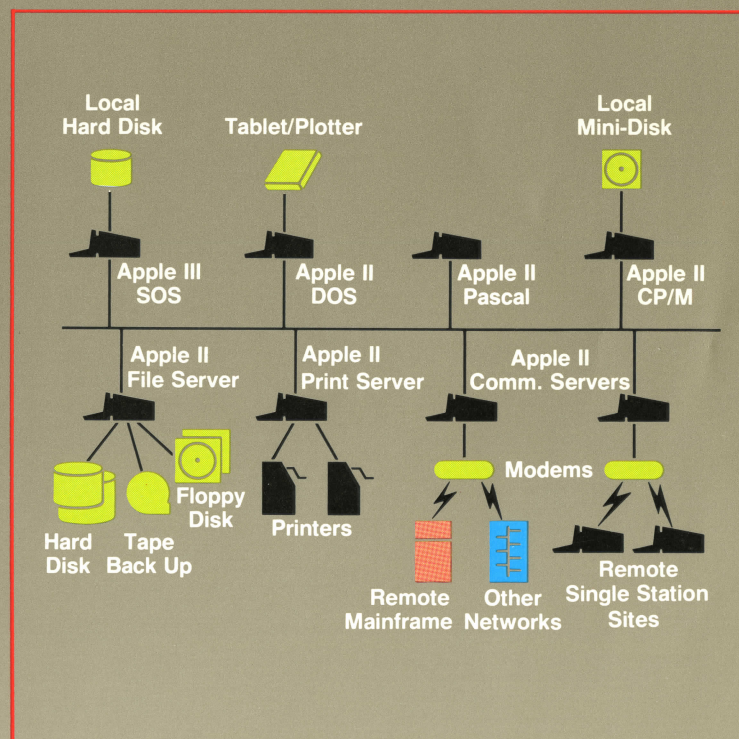 Local
Hard Disk
Tablet/Plotter
Local
Mini-Disk
Apple III
SOS
Apple II
DOS
Apple II
Pascal
Apple II
CP/M
Apple II
File Server
Apple II
Print Server
Apple II
Comm. Servers
Hard
Disk
Tape
Back Up
Floppy
Disk
Printers
Modems
Remote
Mainframe
Other
Networks
Remote
Single Station
Sites